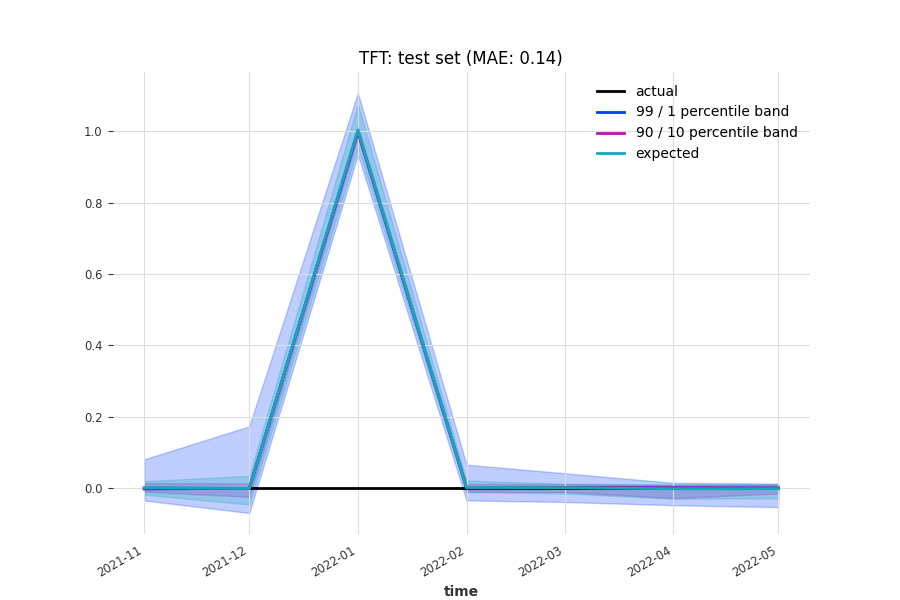 TFT: test set (MAE: 0.14)
actual
99 / 1 percentile band
90 / 10 percentile band
expected
1.0
0.8
0.6
0.4
0.2
0.0
2021-11
2021-12
2022-01
2022-02
2022-03
2022-04
2022-05
time